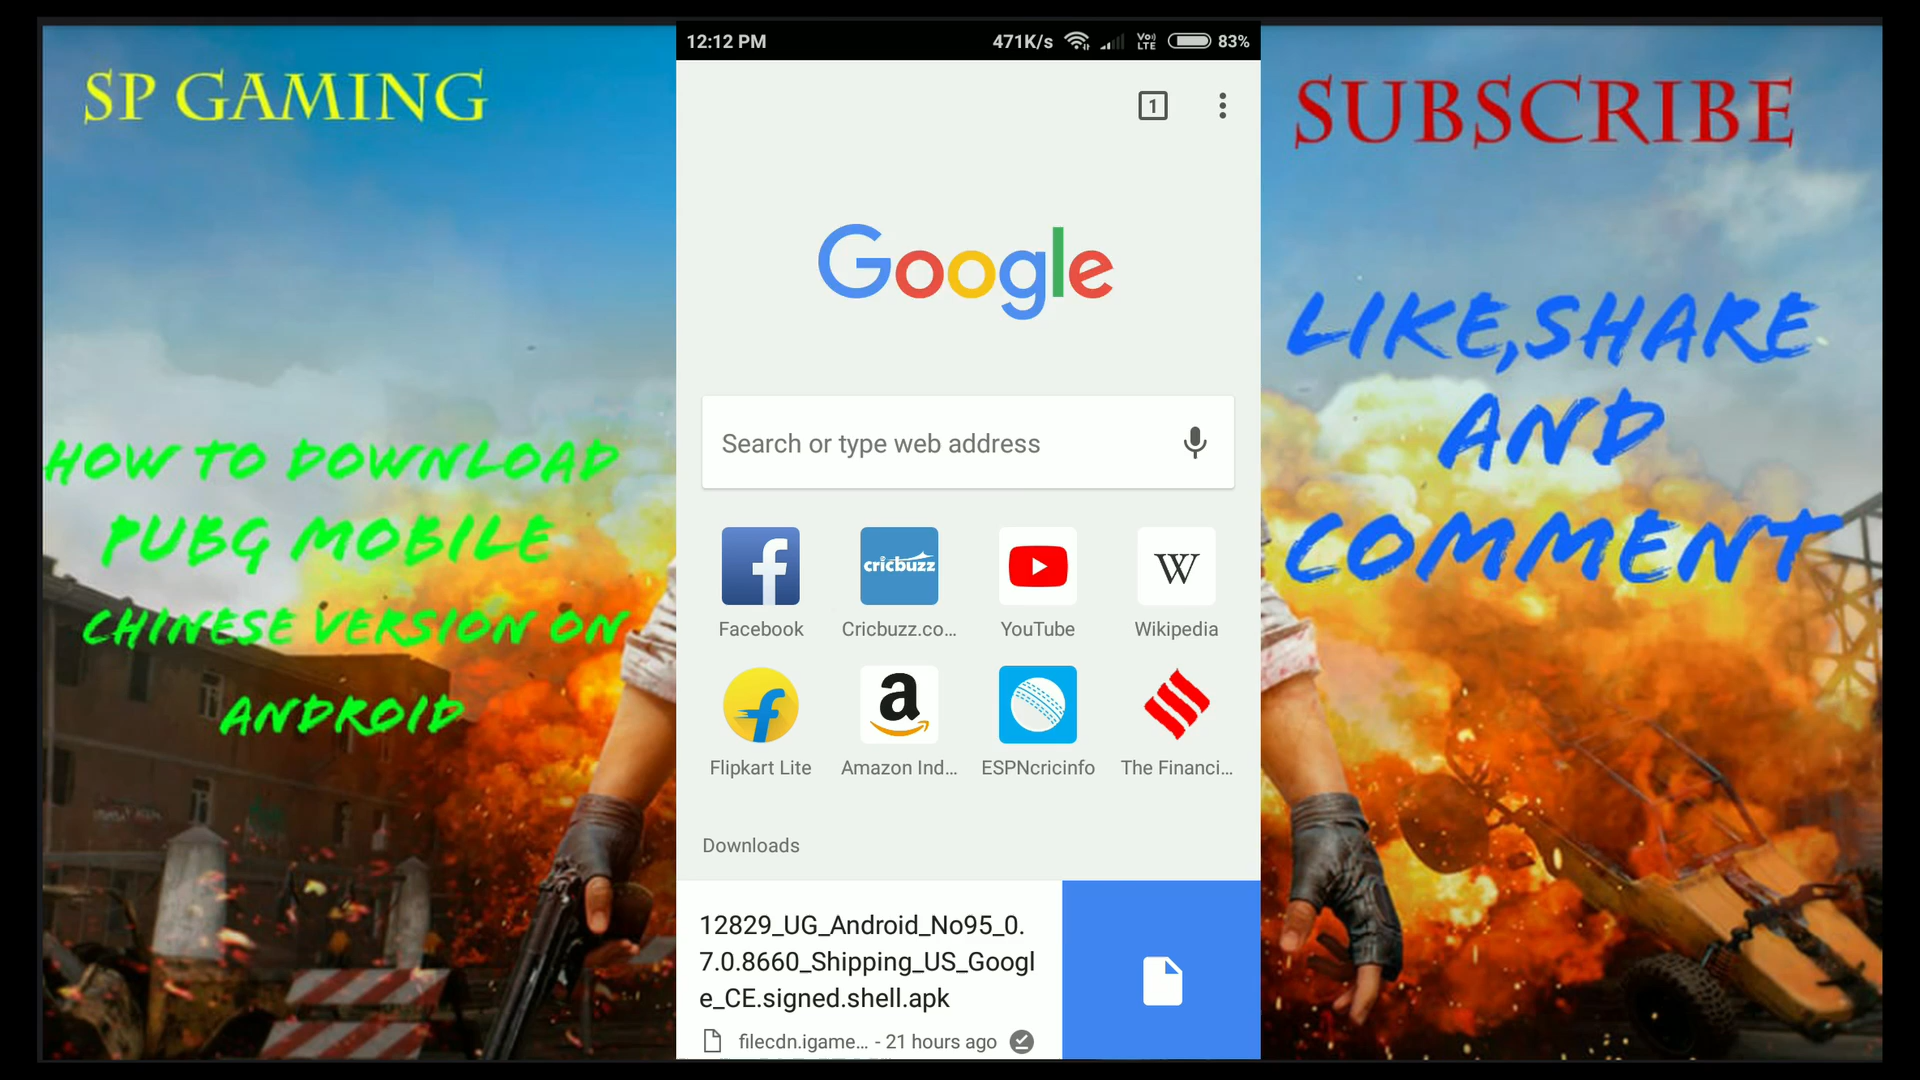 SP GAMING
HOW TO DOWNLOAD
PUBG MOBILE
CHINESE VERSION ON
ANDROID
12:12 PM
471K/s
Vo))
LTE
83%
1
Google
Search or type web address
cricbuzz
W
Facebook
Cricbuzz.co...
YouTube
Wikipedia
Flipkart Lite
Amazon Ind...
ESPNcricinfo
The Financi...
Downloads
12829_UG_Android_No95_0.
7.0.8660_Shipping_US_Googl
e_CE.signed.shell.apk
filecdn.igame... - 21 hours ago
SUBSCRIBE
LIKE,SHARE
AND
COMMENT